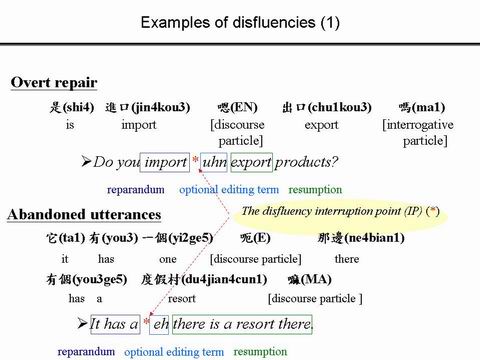 Examples of disfluencies (1)
Overt repair
是(shi4) 進口(jin4kou3) 嗯(EN) 出口(chu1kou3) 嗎(ma1)
is import [discourse particle] export [interrogative particle]
➢Do you import * uhn export products?
reparandum optional editing term resumption
The disfluency interruption point (IP) (*)
Abandoned utterances
它(ta1) 有(you3) 一個(yi2ge5) 呃(E) 那邊(ne4bian1)
it has one [discourse particle] there
有個(you3ge5) 度假村(du4jian4cun1) 嘛(MA)
has a resort [discourse particle ]
➢It has a * eh there is a resort there.
reparandum optional editing term resumption